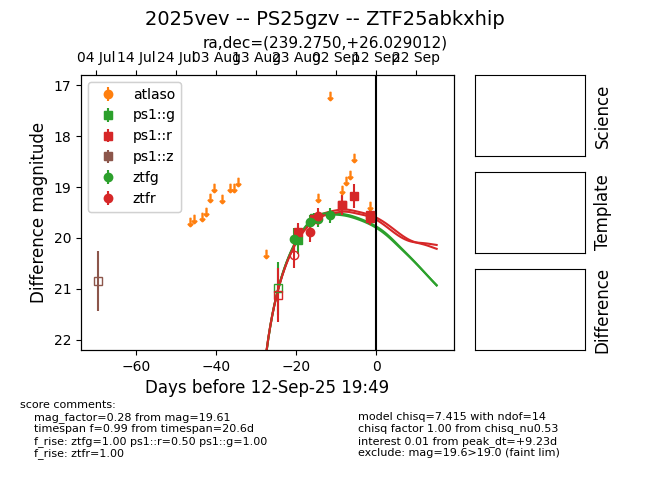 2025vev -- PS25gzv -- ZTF25abkxhip
ra,dec=(239.2750,+26.029012)
04 Jul 14 Jul 24 Jul 03 Aug 13 Aug 23 Aug 02 Sep 12 Sep 22 Sep
17
18
19
20
21
22
Difference magnitude
atlaso
ps1::g
ps1::r
ps1::z
ztfg
ztfr
−60
−40
−20
0
Days before 12-Sep-25 19:49
Science
Template
Difference
score comments:
mag_factor=0.28 from mag=19.61
timespan f=0.99 from timespan=20.6d
f_rise: ztfg=1.00 ps1::r=0.50 ps1::g=1.00
f_rise: ztfr=1.00
model chisq=7.415 with ndof=14
chisq factor 1.00 from chisq_nu0.53
interest 0.01 from peak_dt=+9.23d
exclude: mag=19.6>19.0 (faint lim)